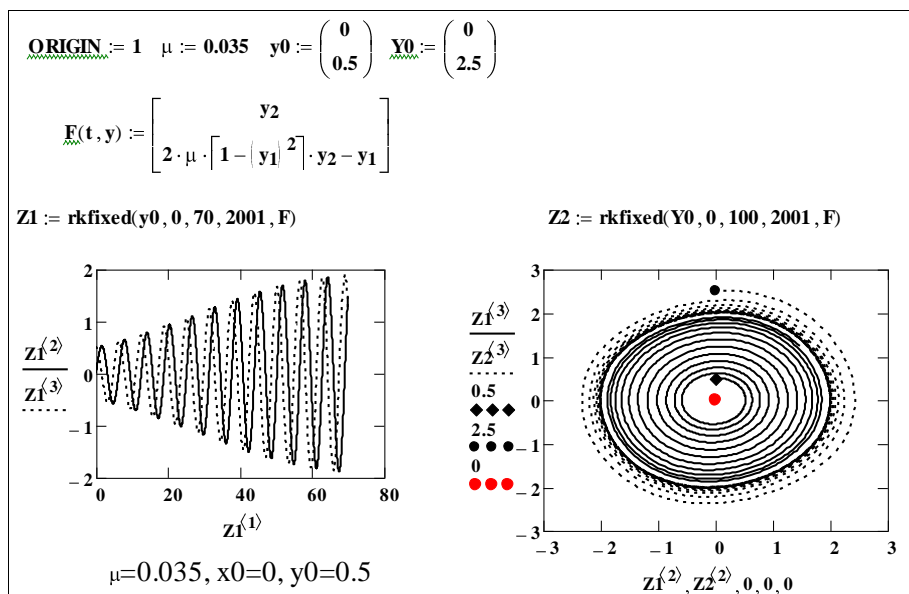 ORIGIN := 1 μ := 0.035 y0 := ( 0 0.5 ) Y0 := ( 0 2.5 )
F(t , y) := [ y₂
2 · μ · [ 1 − ( y₁ )² ] · y₂ − y₁ ]
Z1 := rkfixed(y0 , 0 , 70 , 2001 , F)
Z2 := rkfixed(Y0 , 0 , 100 , 2001 , F)
2
1
0
− 1
− 2
Z1⟨2⟩
Z1⟨3⟩
0 20 40 60 80
Z1⟨1⟩
μ=0.035, x0=0, y0=0.5
3
2
1
0
− 1
− 2
− 3
Z1⟨3⟩
Z2⟨3⟩
0.5
2.5
0
− 3 − 2 − 1 0 1 2 3
Z1⟨2⟩ , Z2⟨2⟩ , 0 , 0 , 0